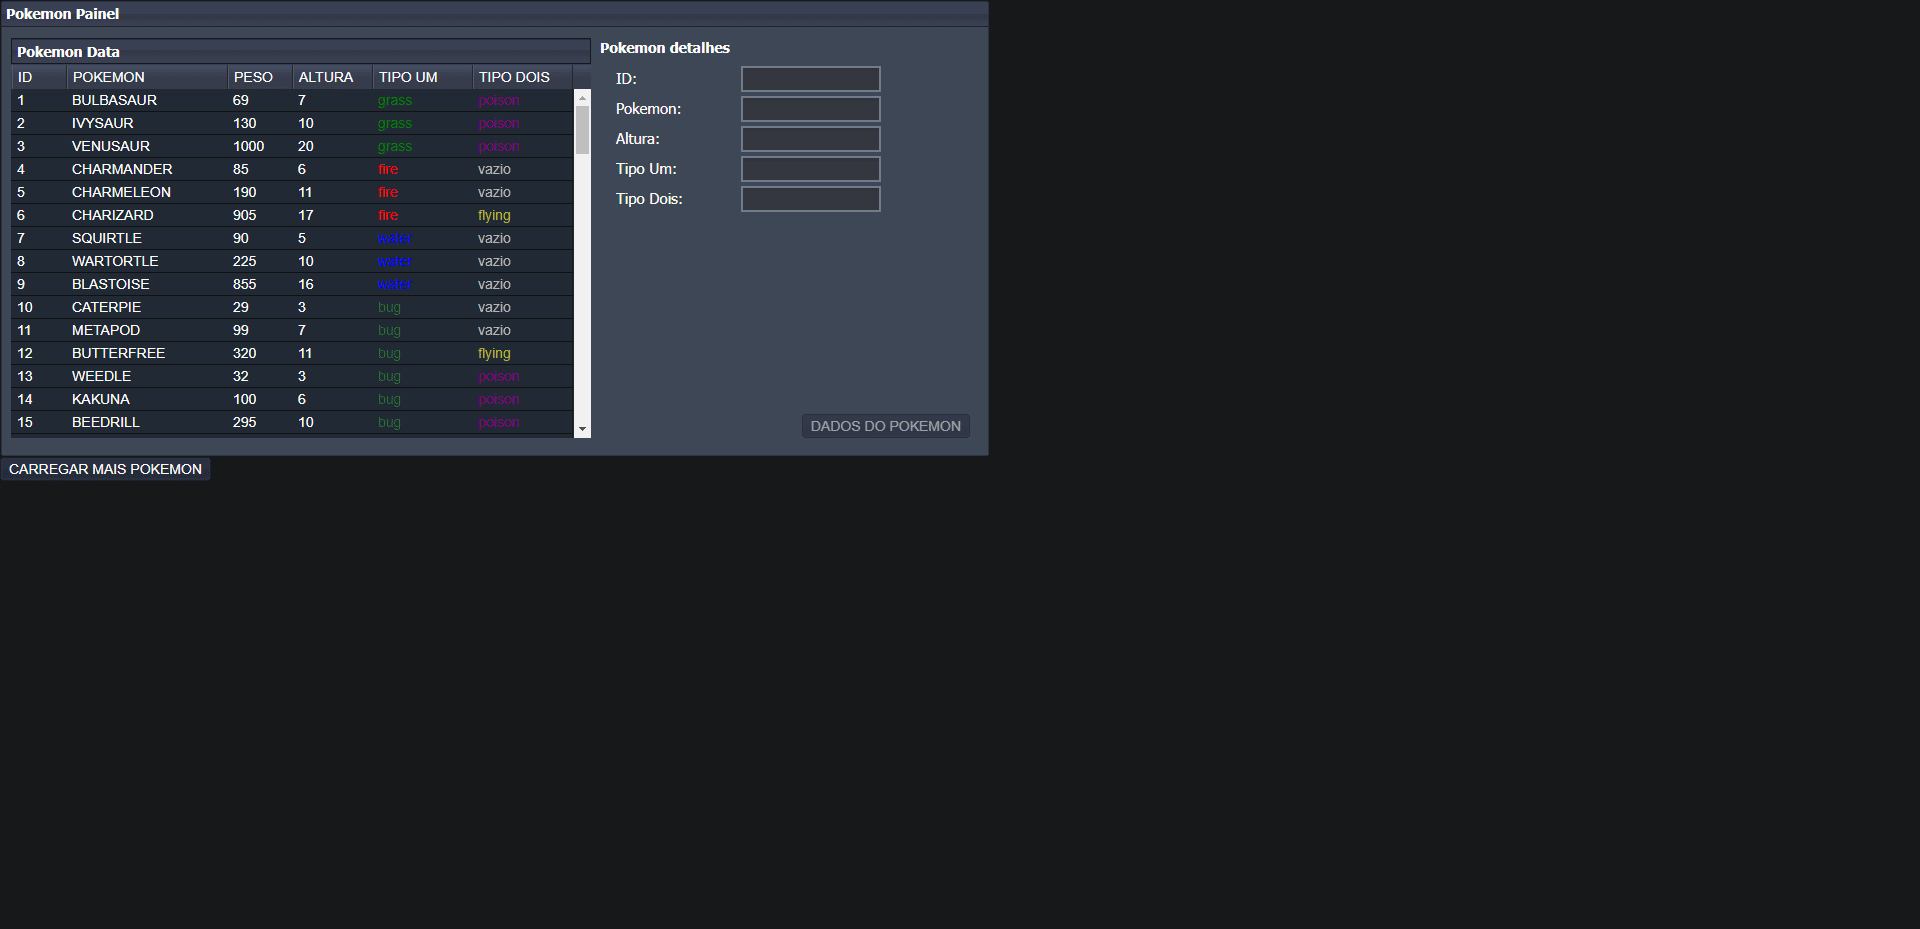 Pokemon Painel
Pokemon Data
ID POKEMON PESO ALTURA TIPO UM TIPO DOIS
1 BULBASAUR 69 7 grass poison
2 IVYSAUR 130 10 grass poison
3 VENUSAUR 1000 20 grass poison
4 CHARMANDER 85 6 fire vazio
5 CHARMELEON 190 11 fire vazio
6 CHARIZARD 905 17 fire flying
7 SQUIRTLE 90 5 water vazio
8 WARTORTLE 225 10 water vazio
9 BLASTOISE 855 16 water vazio
10 CATERPIE 29 3 bug vazio
11 METAPOD 99 7 bug vazio
12 BUTTERFREE 320 11 bug flying
13 WEEDLE 32 3 bug poison
14 KAKUNA 100 6 bug poison
15 BEEDRILL 295 10 bug poison
Pokemon detalhes
ID:
Pokemon:
Altura:
Tipo Um:
Tipo Dois:
DADOS DO POKEMON
CARREGAR MAIS POKEMON